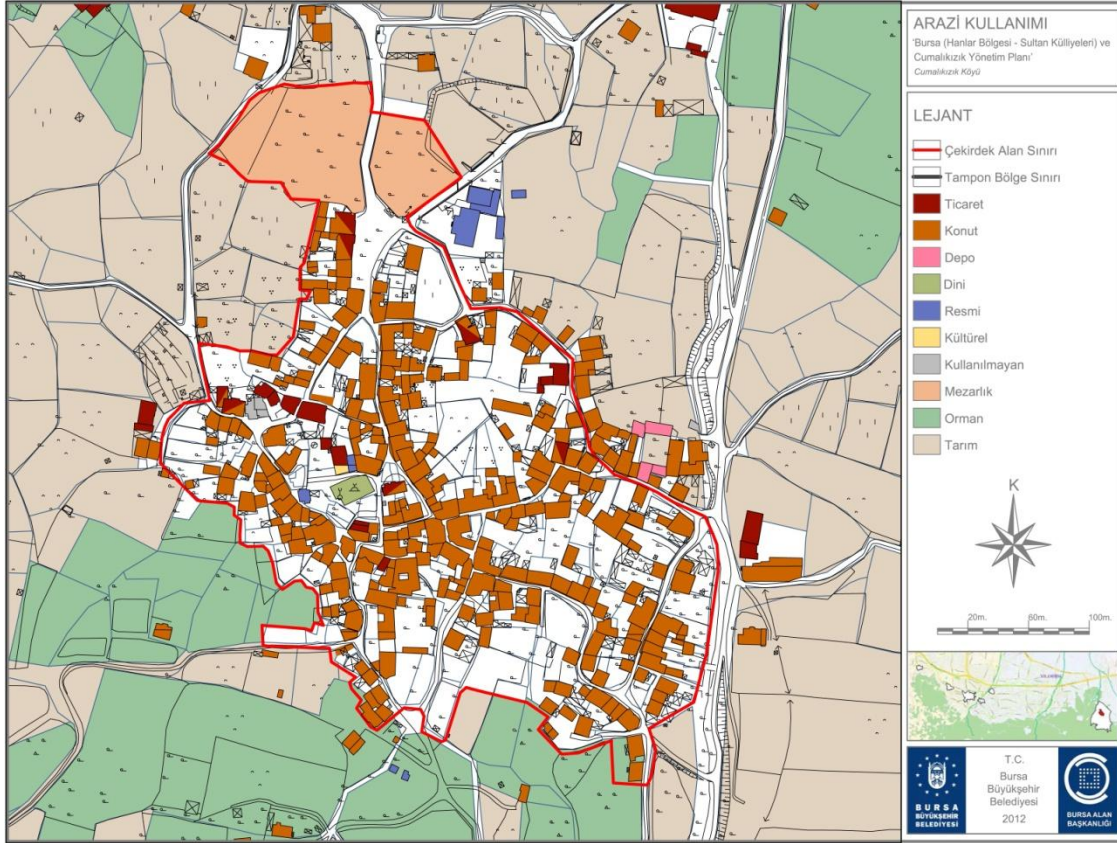 ARAZİ KULLANIMI
'Bursa (Hanlar Bölgesi - Sultan Külliyeleri) ve
Cumalıkızık Yönetim Planı'
Cumalıkızık Köyü
LEJANT
Çekirdek Alan Sınırı
Tampon Bölge Sınırı
Ticaret
Konut
Depo
Dini
Resmi
Kültürel
Kullanılmayan
Mezarlık
Orman
Tarım
K
20m. 60m. 100m.
BURSA
BÜYÜKŞEHİR
BELEDİYESİ
T.C.
Bursa
Büyükşehir
Belediyesi
2012
BURSA ALAN
BAŞKANLIĞI